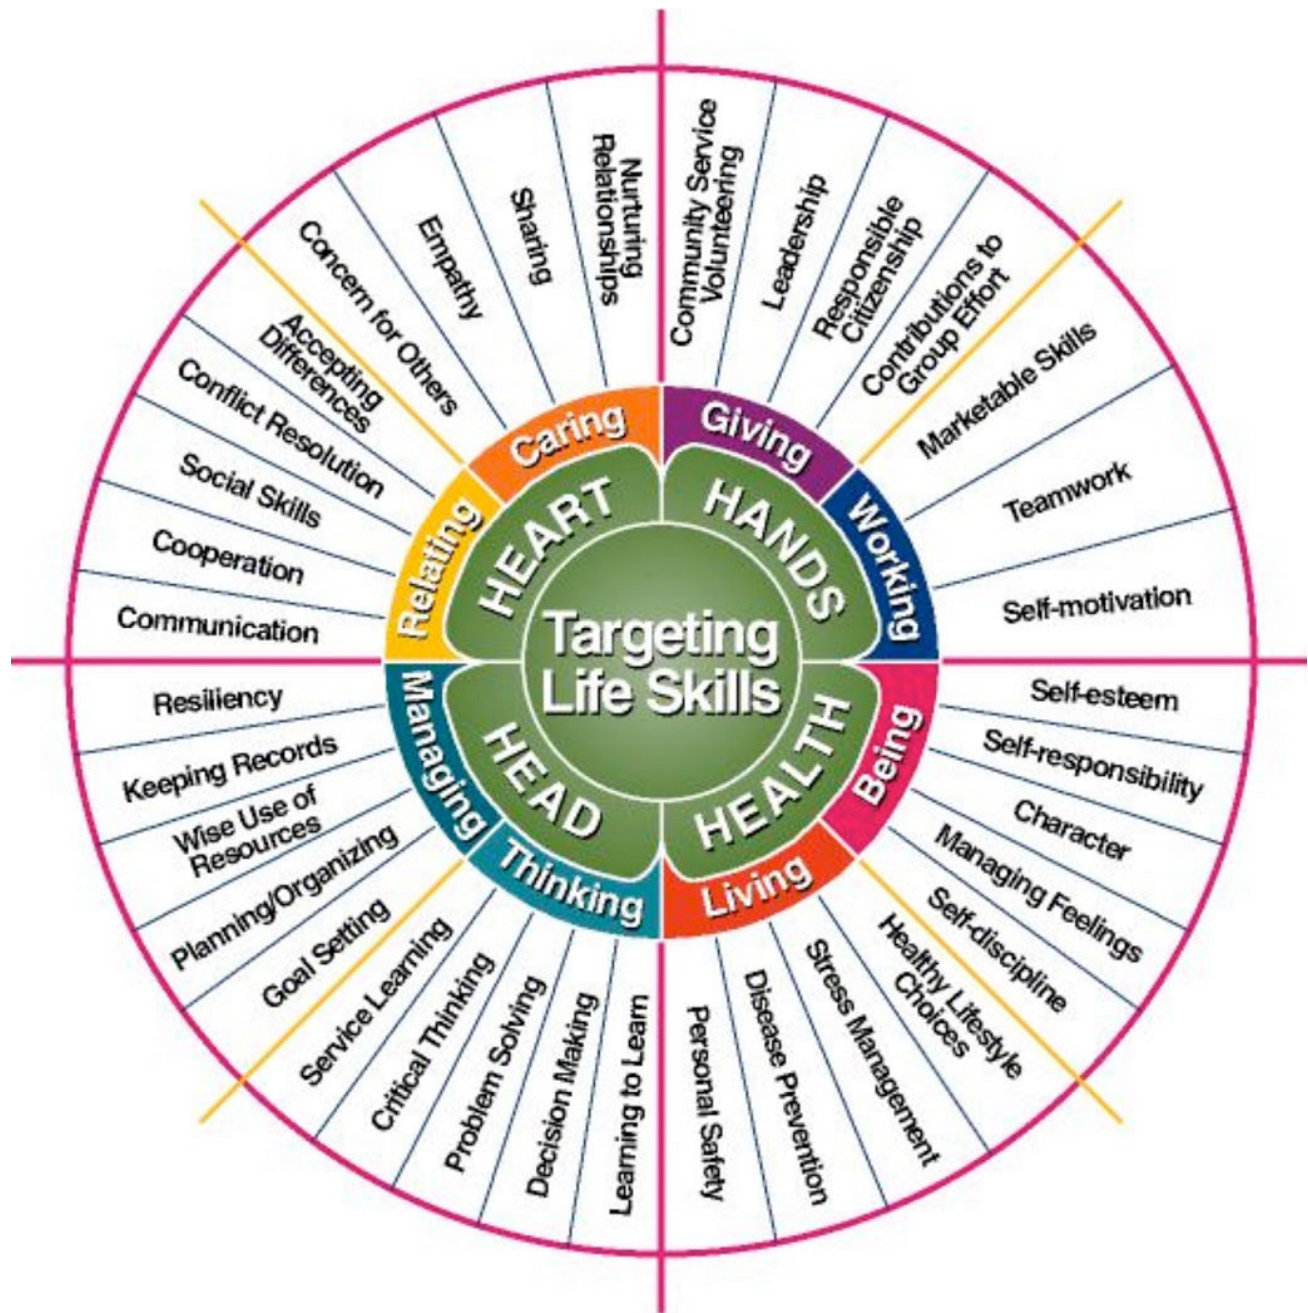 Targeting
Life Skills
HEART
HANDS
HEALTH
HEAD
Caring
Giving
Working
Being
Living
Thinking
Managing
Relating
Concern for Others
Empathy
Sharing
Nurturing
Relationships
Community Service
Volunteering
Leadership
Responsible
Citizenship
Contributions to
Group Effort
Marketable Skills
Teamwork
Self-motivation
Self-esteem
Self-responsibility
Character
Managing Feelings
Self-discipline
Healthy Lifestyle
Choices
Stress Management
Disease Prevention
Personal Safety
Learning to Learn
Decision Making
Problem Solving
Critical Thinking
Service Learning
Goal Setting
Planning/Organizing
Wise Use of
Resources
Keeping Records
Resiliency
Communication
Cooperation
Social Skills
Conflict Resolution
Accepting
Differences